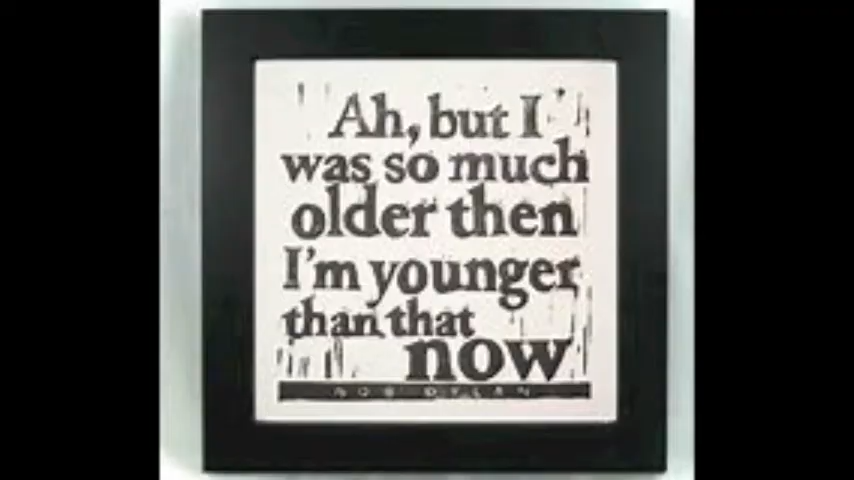 Ah, but I
was so much
older then
I'm younger
than that
now
BOB DYLAN